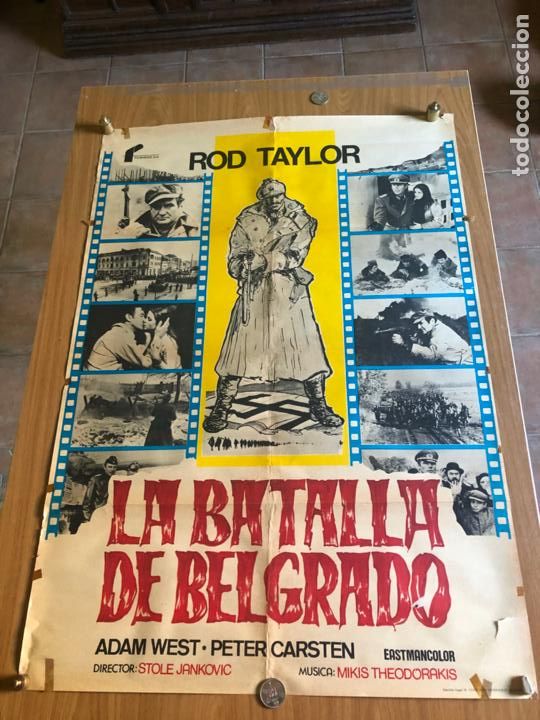 ROD TAYLOR
LA BATALLA
DE BELGRADO
ADAM WEST · PETER CARSTEN
EASTMANCOLOR
DIRECTOR: STOLE JANKOVIC
MUSICA: MIKIS THEODORAKIS
todocoleccion